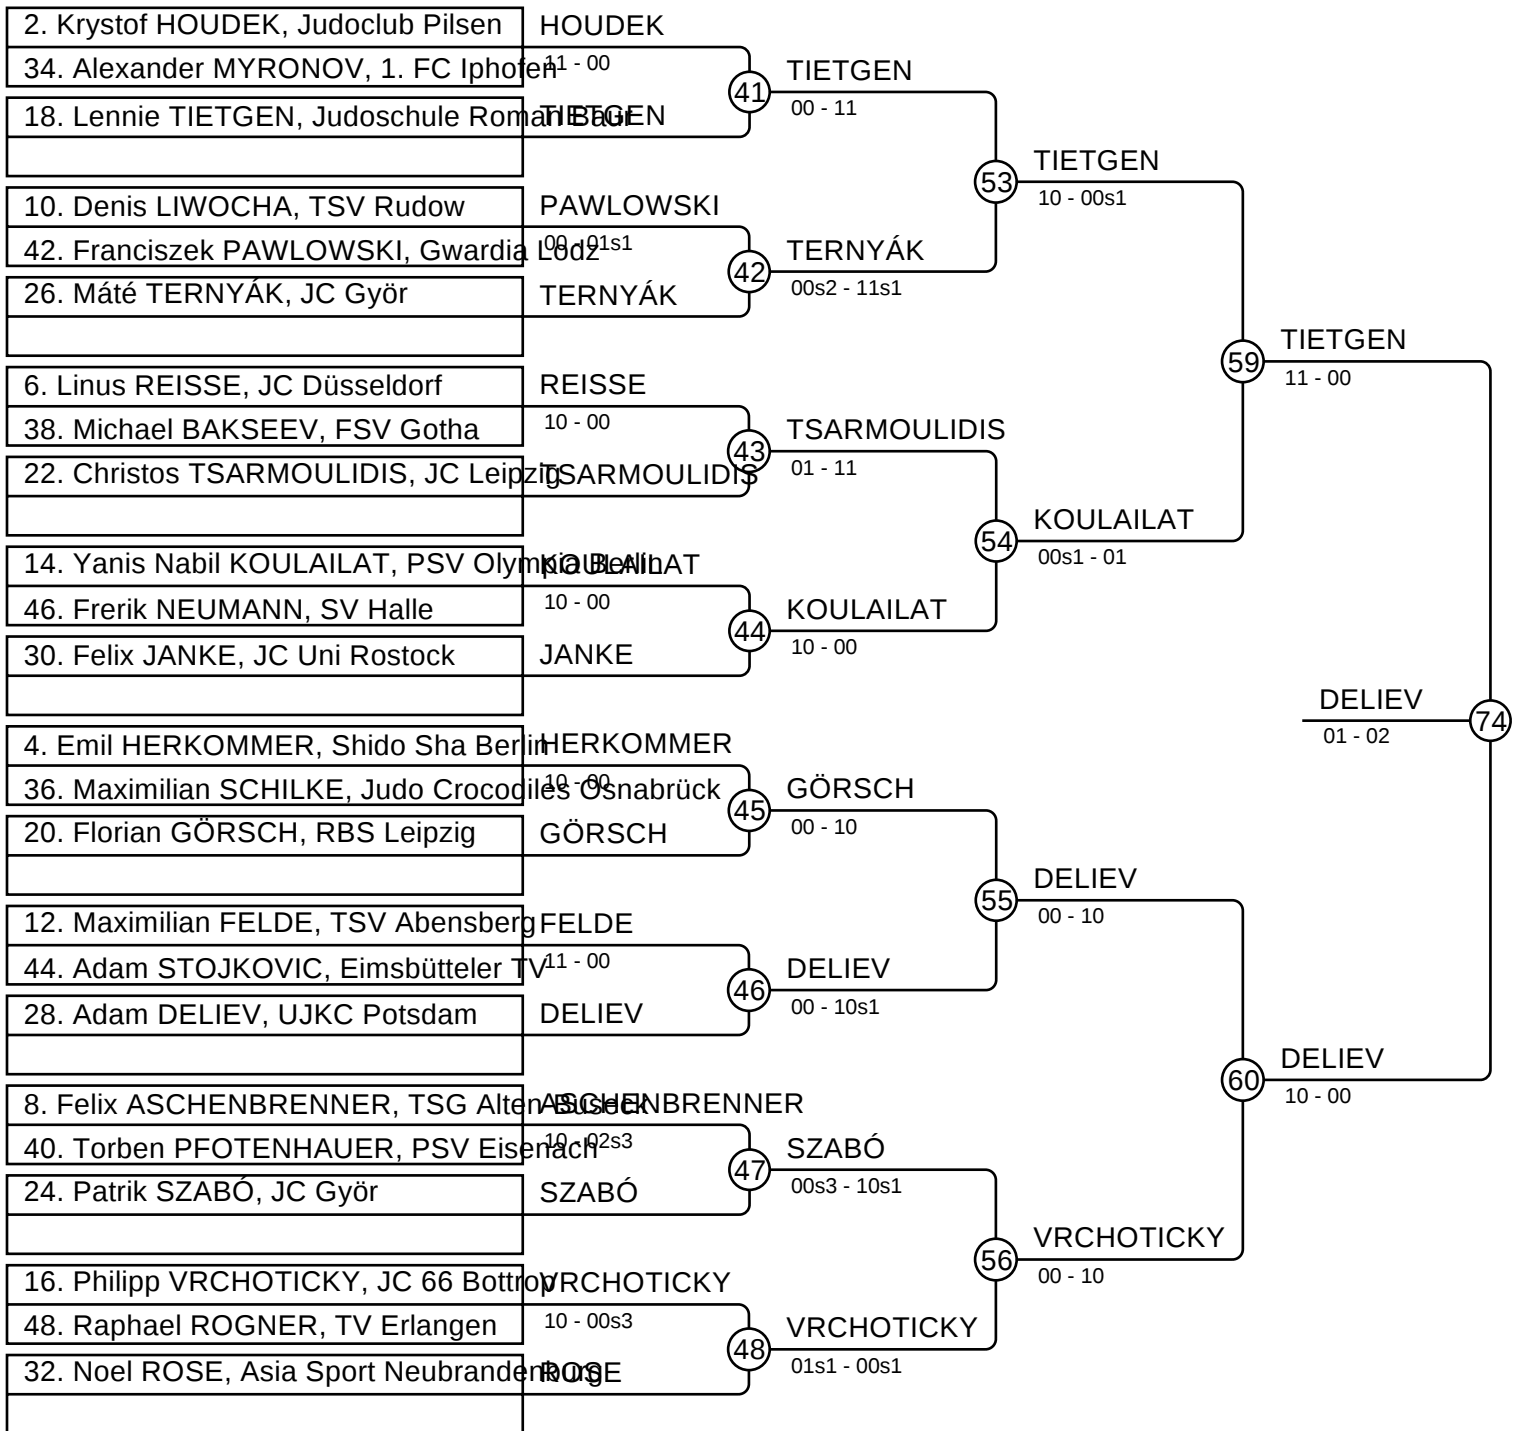 2. Krystof HOUDEK, Judoclub Pilsen
HOUDEK
34. Alexander MYRONOV, 1. FC Iphofen
11 - 00
41
TIETGEN
00 - 11
18. Lennie TIETGEN, Judoschule Roman Baur
TIETGEN
53
TIETGEN
10 - 00s1
10. Denis LIWOCHA, TSV Rudow
PAWLOWSKI
42. Franciszek PAWLOWSKI, Gwardia Lodz
00 - 01s1
42
TERNYÁK
00s2 - 11s1
26. Máté TERNYÁK, JC Györ
TERNYÁK
59
TIETGEN
11 - 00
6. Linus REISSE, JC Düsseldorf
REISSE
38. Michael BAKSEEV, FSV Gotha
10 - 00
43
TSARMOULIDIS
01 - 11
22. Christos TSARMOULIDIS, JC Leipzig
TSARMOULIDIS
54
KOULAILAT
00s1 - 01
14. Yanis Nabil KOULAILAT, PSV Olympia Berlin
KOULAILAT
46. Frerik NEUMANN, SV Halle
10 - 00
44
KOULAILAT
10 - 00
30. Felix JANKE, JC Uni Rostock
JANKE
DELIEV
01 - 02
74
4. Emil HERKOMMER, Shido Sha Berlin
HERKOMMER
36. Maximilian SCHILKE, Judo Crocodiles Osnabrück
10 - 00
45
GÖRSCH
00 - 10
20. Florian GÖRSCH, RBS Leipzig
GÖRSCH
55
DELIEV
00 - 10
12. Maximilian FELDE, TSV Abensberg
FELDE
44. Adam STOJKOVIC, Eimsbütteler TV
11 - 00
46
DELIEV
00 - 10s1
28. Adam DELIEV, UJKC Potsdam
DELIEV
60
DELIEV
10 - 00
8. Felix ASCHENBRENNER, TSG Alten-Buseck
ASCHENBRENNER
40. Torben PFOTENHAUER, PSV Eisenach
10 - 02s3
47
SZABÓ
00s3 - 10s1
24. Patrik SZABÓ, JC Györ
SZABÓ
56
VRCHOTICKY
00 - 10
16. Philipp VRCHOTICKY, JC 66 Bottrop
VRCHOTICKY
48. Raphael ROGNER, TV Erlangen
10 - 00s3
48
VRCHOTICKY
01s1 - 00s1
32. Noel ROSE, Asia Sport Neubrandenburg
ROSE